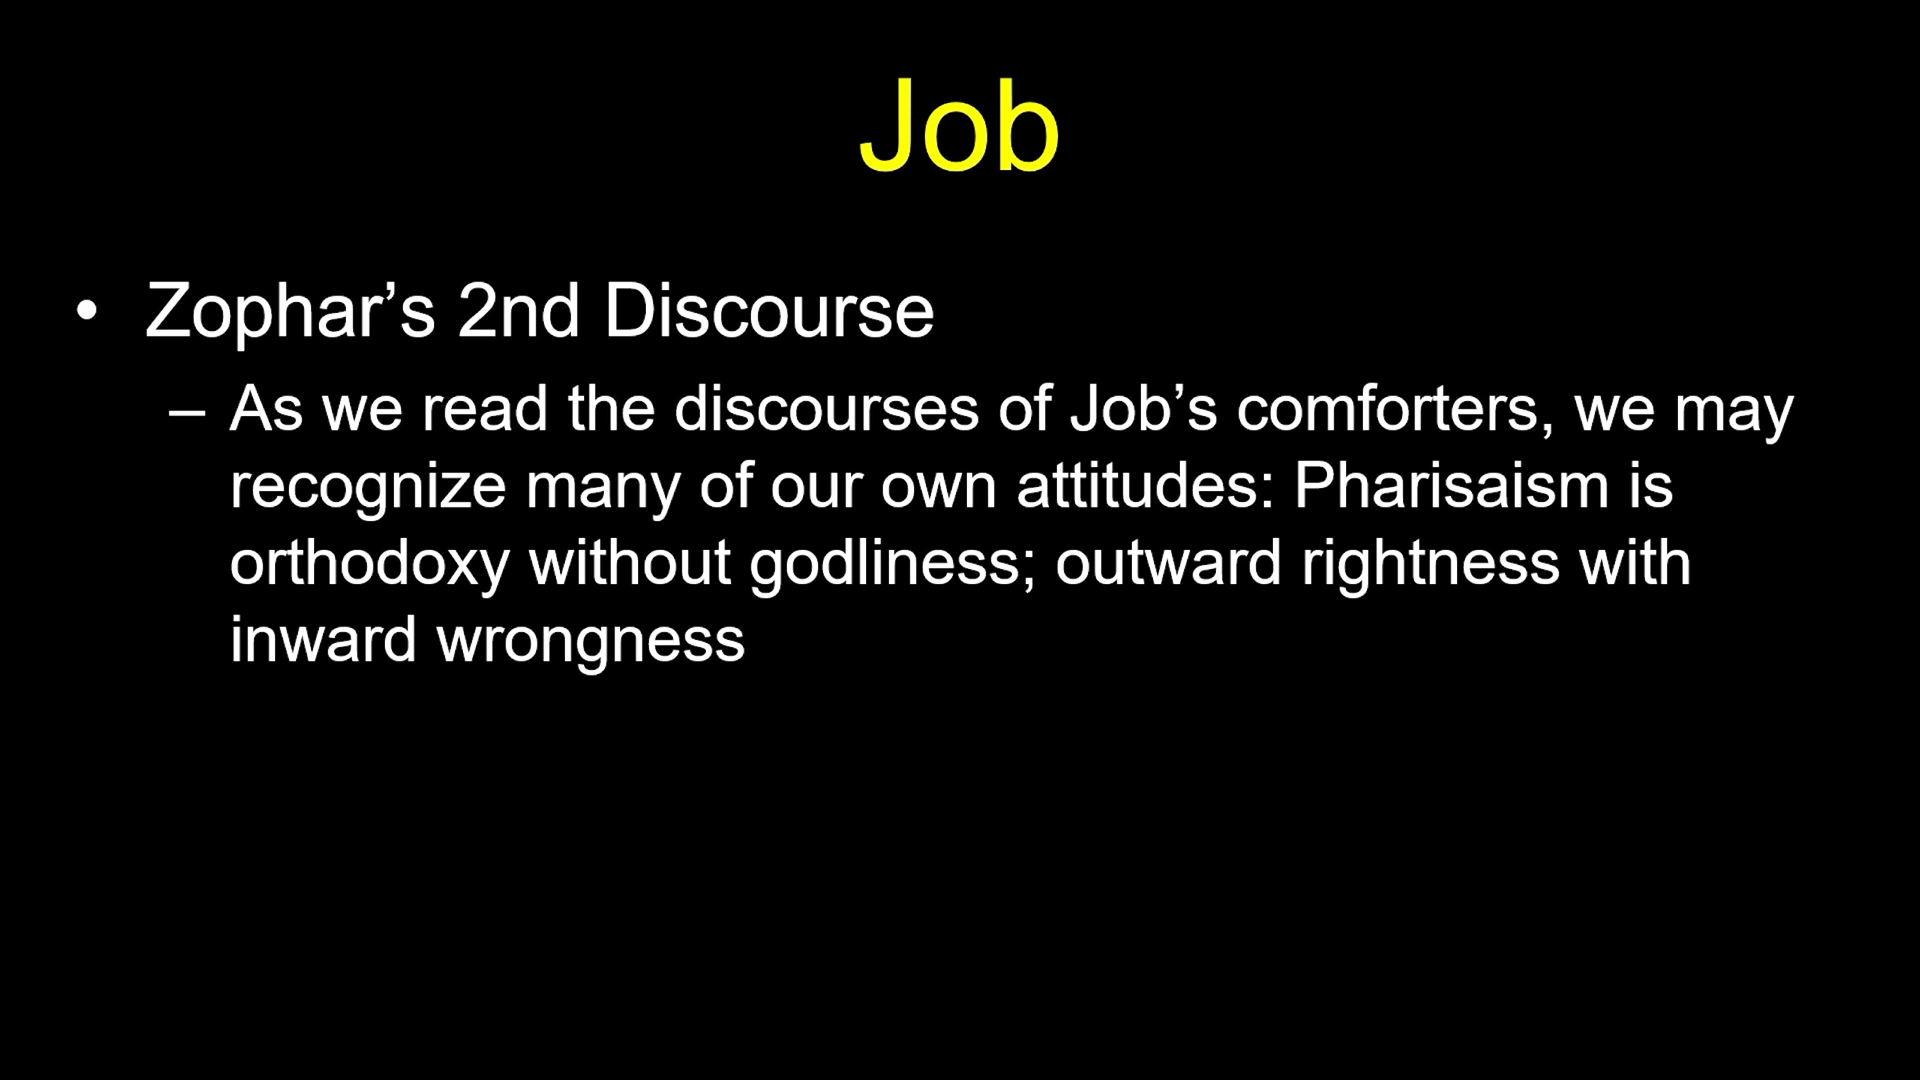 Job
• Zophar’s 2nd Discourse
– As we read the discourses of Job’s comforters, we may
recognize many of our own attitudes: Pharisaism is
orthodoxy without godliness; outward rightness with
inward wrongness